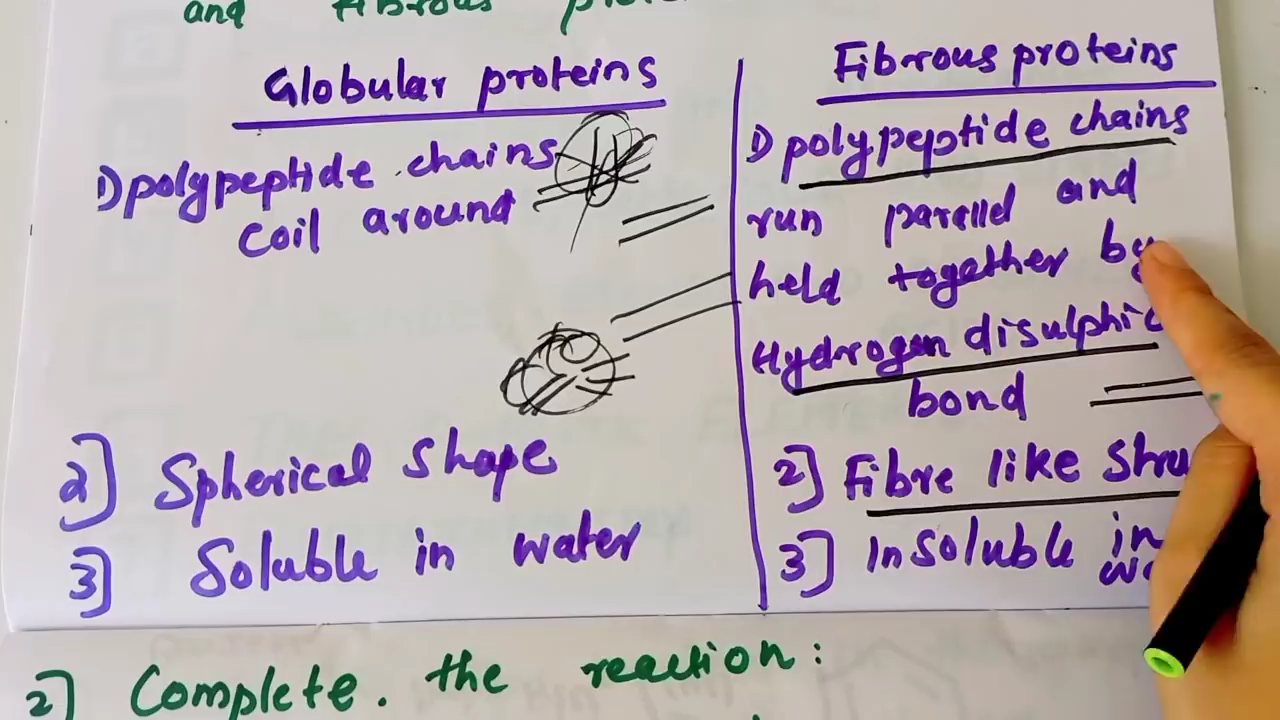 and fibrous
Globular proteins
1) polypeptide chains
coil around
2] Spherical shape
3] Soluble in water
Fibrous proteins
1) polypeptide chains
run parallel and
held together by
Hydrogen disulphi
bond
2] Fibre like Stru
3] Insoluble in
2] Complete. the reaction: